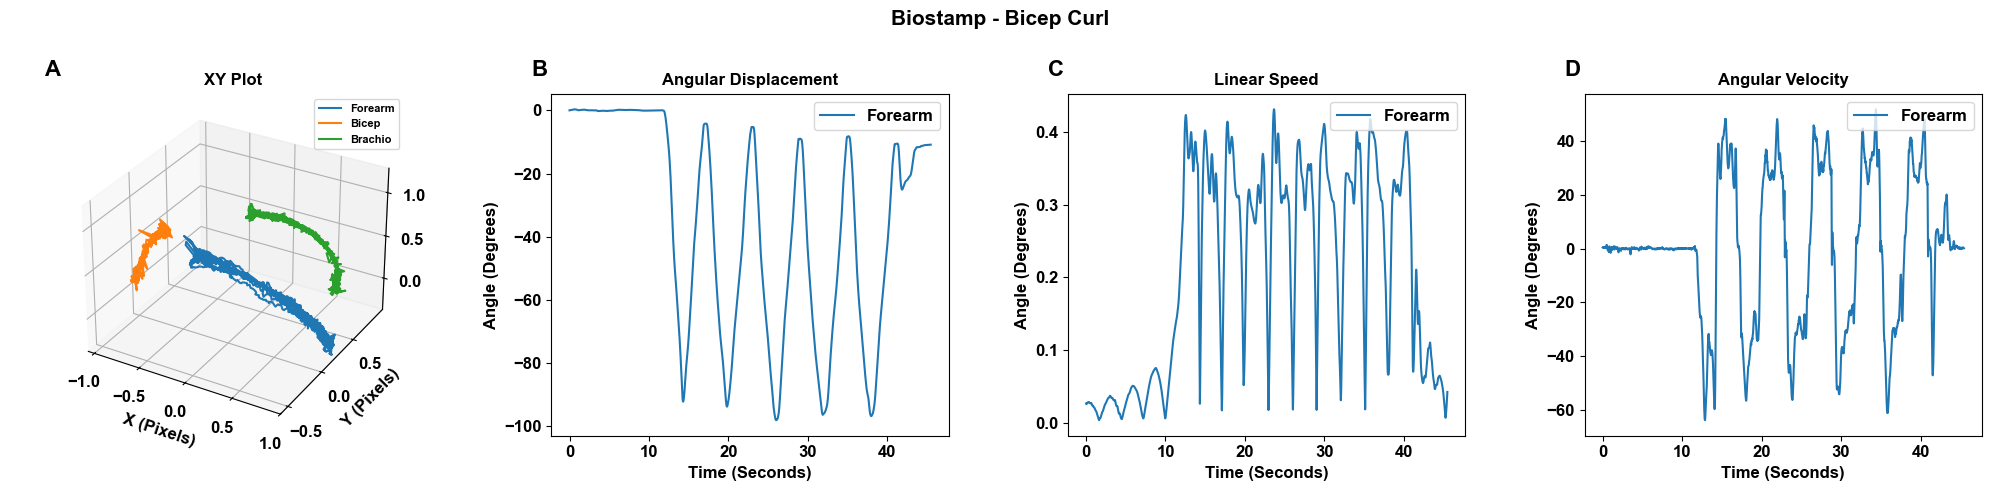 Biostamp - Bicep Curl
A
XY Plot
Forearm
Bicep
Brachio
1.0
0.5
0.0
−1.0
−0.5
0.0
0.5
1.0
X (Pixels)
−0.5
0.0
0.5
Y (Pixels)
B
Angular Displacement
Forearm
0
−20
−40
−60
−80
−100
Angle (Degrees)
0 10 20 30 40
Time (Seconds)
C
Linear Speed
Forearm
0.4
0.3
0.2
0.1
0.0
Angle (Degrees)
0 10 20 30 40
Time (Seconds)
D
Angular Velocity
Forearm
40
20
0
−20
−40
−60
Angle (Degrees)
0 10 20 30 40
Time (Seconds)